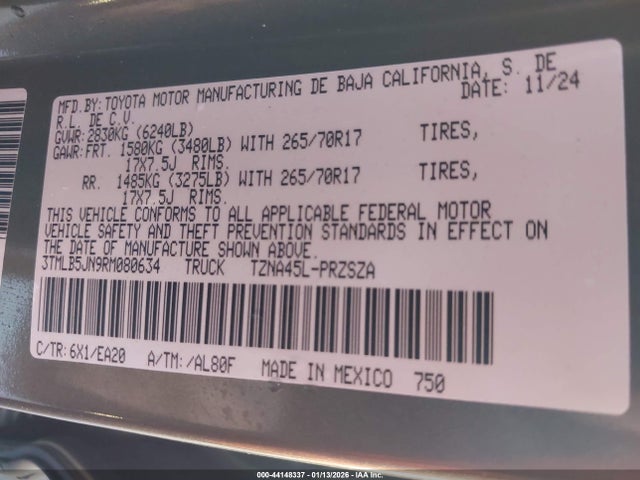 MFD.BY:TOYOTA MOTOR MANUFACTURING DE BAJA CALIFORNIA, S. DE
R.L. DE C.V. DATE: 11/24
GVWR:2830KG (6240LB)
GAWR:FRT. 1580KG (3480LB) WITH 265/70R17 TIRES,
17X7.5J RIMS.
RR. 1485KG (3275LB) WITH 265/70R17 TIRES,
17X7.5J RIMS.
THIS VEHICLE CONFORMS TO ALL APPLICABLE FEDERAL MOTOR
VEHICLE SAFETY AND THEFT PREVENTION STANDARDS IN EFFECT ON
THE DATE OF MANUFACTURE SHOWN ABOVE.
3TMLB5JN9RM080634 TRUCK TZNA45L-PRZSZA
C/TR:6X1/EA20 A/TM:/AL80F MADE IN MEXICO 750
000-44148337 - 01/13/2026 - IAA Inc.